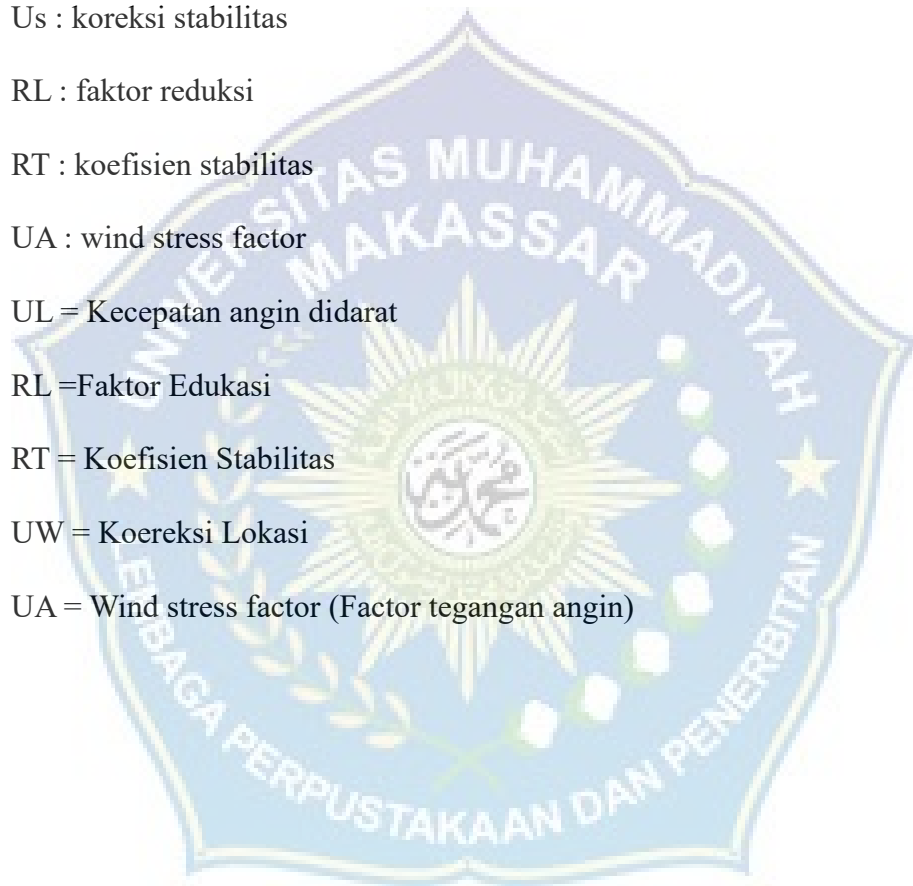 Us : koreksi stabilitas
RL : faktor reduksi
RT : koefisien stabilitas
UA : wind stress factor
UL = Kecepatan angin didarat
RL =Faktor Edukasi
RT = Koefisien Stabilitas
UW = Koereksi Lokasi
UA = Wind stress factor (Factor tegangan angin)
UNIVERSITAS MUHAMMADIYAH
MAKASSAR
LEMBAGA PERPUSTAKAAN DAN PENERBITAN